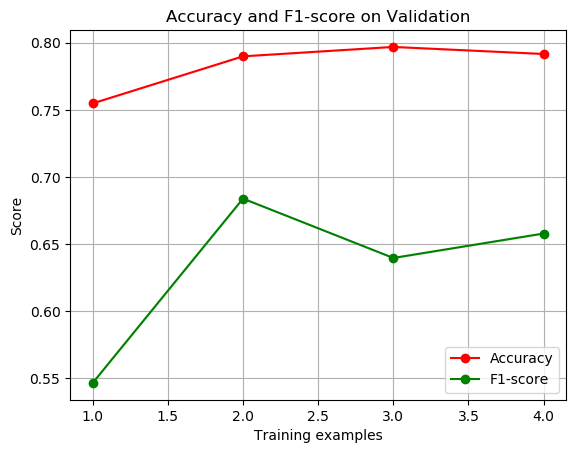 Accuracy and F1-score on Validation
0.80
0.75
0.70
0.65
0.60
0.55
Score
1.0 1.5 2.0 2.5 3.0 3.5 4.0
Training examples
Accuracy
F1-score